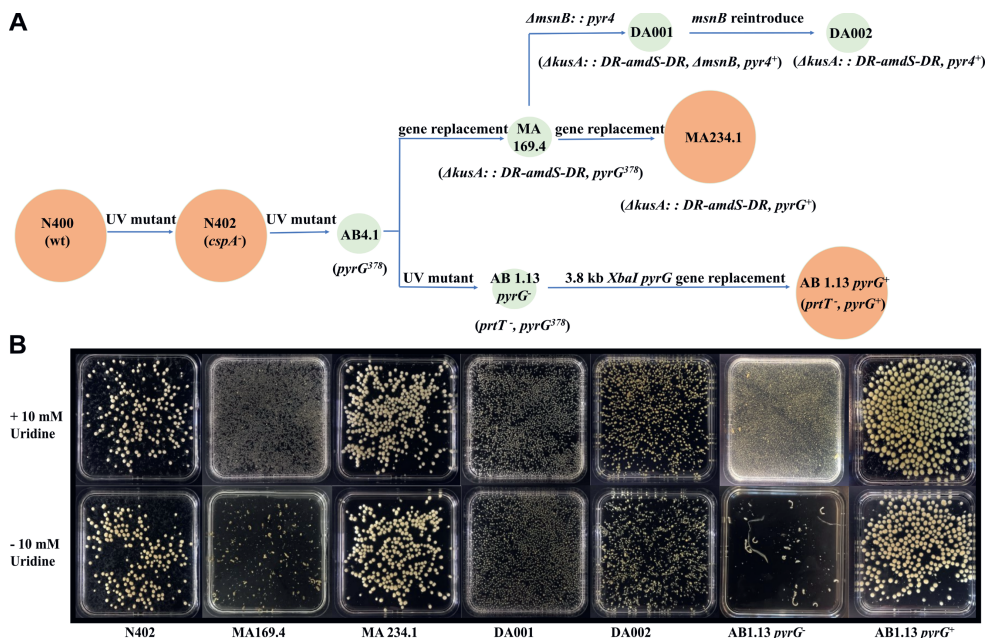 A
ΔmsnB: : pyr4
DA001
msnB reintroduce
DA002
(ΔkusA: : DR-amdS-DR, ΔmsnB, pyr4⁺)
(ΔkusA: : DR-amdS-DR, pyr4⁺)
gene replacement
MA
169.4
gene replacement
MA234.1
(ΔkusA: : DR-amdS-DR, pyrG³⁷⁸)
(ΔkusA: : DR-amdS-DR, pyrG⁺)
N400
(wt)
UV mutant
N402
(cspA⁻)
UV mutant
AB4.1
(pyrG³⁷⁸)
UV mutant
AB 1.13
pyrG⁻
3.8 kb XbaI pyrG gene replacement
AB 1.13 pyrG⁺
(prtT⁻, pyrG⁺)
(prtT⁻, pyrG³⁷⁸)
B
+ 10 mM
Uridine
- 10 mM
Uridine
N402
MA169.4
MA 234.1
DA001
DA002
AB1.13 pyrG⁻
AB1.13 pyrG⁺